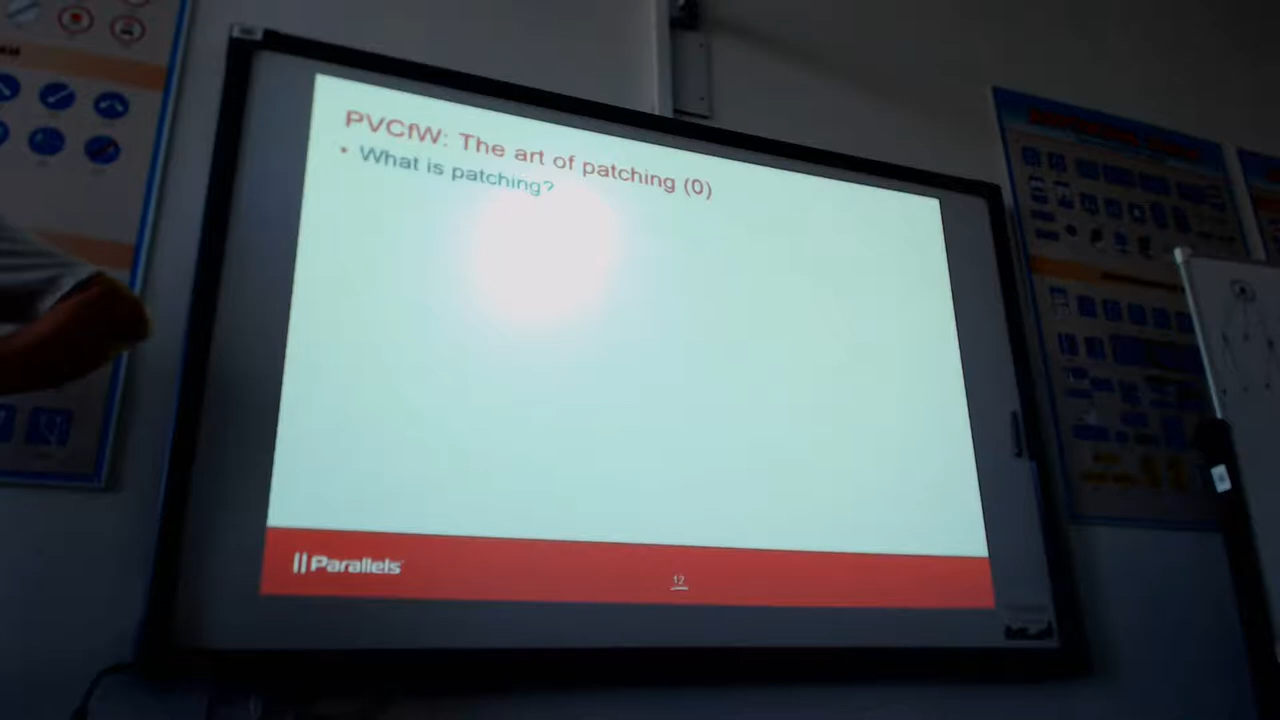 PVCfW: The art of patching (0)
• What is patching?
Parallels
12